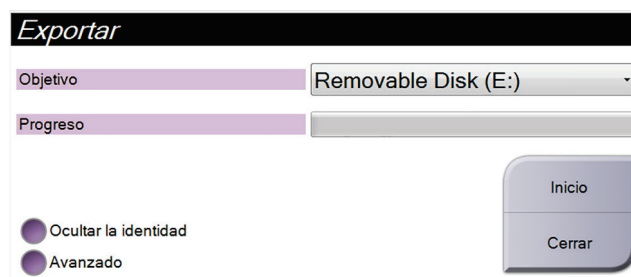 Exportar
Objetivo
Removable Disk (E:)
Progreso
Inicio
Ocultar la identidad
Cerrar
Avanzado